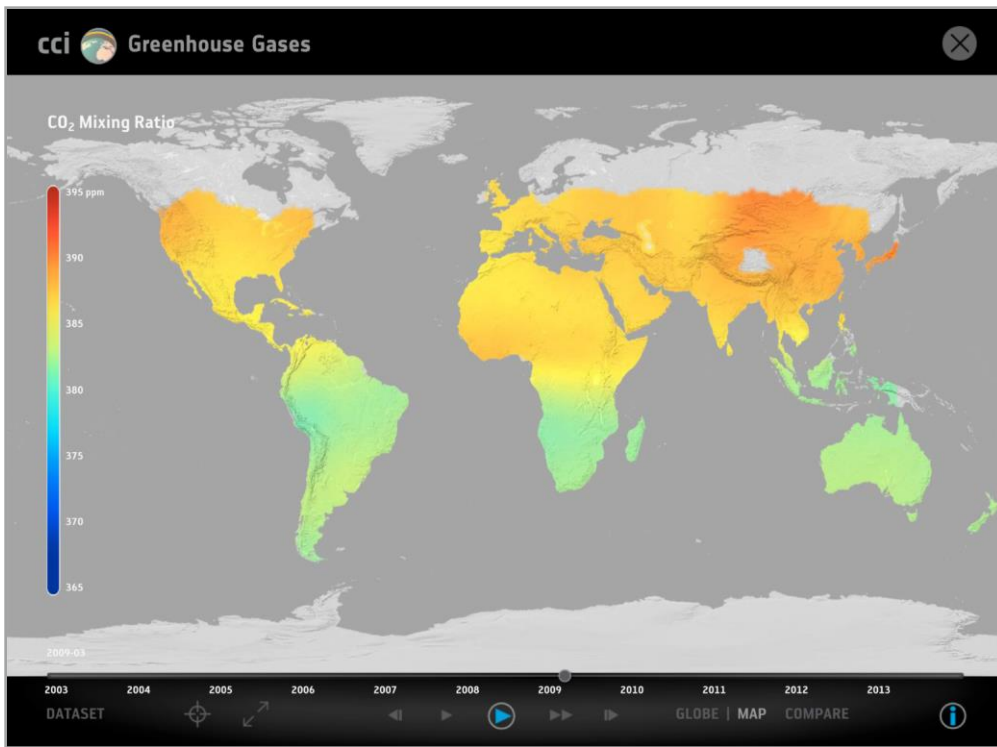 cci Greenhouse Gases
CO₂ Mixing Ratio
395 ppm
390
385
380
375
370
365
2009-03
2003 2004 2005 2006 2007 2008 2009 2010 2011 2012 2013
DATASET GLOBE | MAP COMPARE i